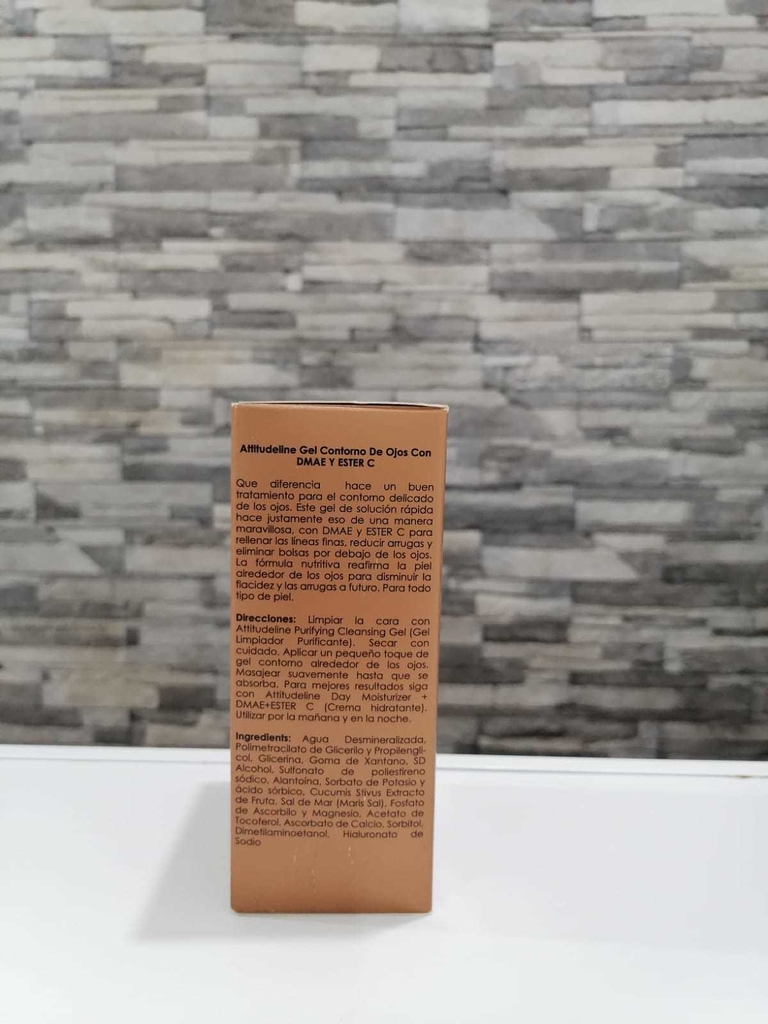 Attitudeline Gel Contorno De Ojos Con
DMAE Y ESTER C
Que diferencia hace un buen
tratamiento para el contorno delicado
de los ojos. Este gel de solución rápida
hace justamente eso de una manera
maravillosa, con DMAE y ESTER C para
rellenar las líneas finas, reducir arrugas y
eliminar bolsas por debajo de los ojos.
La fórmula nutritiva reafirma la piel
alrededor de los ojos para disminuir la
flacidez y las arrugas a futuro. Para todo
tipo de piel.
Direcciones: Limpiar la cara con
Attitudeline Purifying Cleansing Gel (Gel
Limpiador Purificante). Secar con
cuidado. Aplicar un pequeño toque de
gel contorno alrededor de los ojos.
Masajear suavemente hasta que se
absorba. Para mejores resultados siga
con Attitudeline Day Moisturizer +
DMAE+ESTER C (Crema hidratante).
Utilizar por la mañana y en la noche.
Ingredients: Agua Desmineralizada,
Polimetracilato de Glicerilo y Propilengli-
col, Glicerina, Goma de Xantano, SD
Alcohol, Sulfonato de poliestireno
sódico, Alantoína, Sorbato de Potasio y
ácido sórbico, Cucumis Stivus Extracto
de Fruta, Sal de Mar (Maris Sal), Fosfato
de Ascorbilo y Magnesio, Acetato de
Tocoferol, Ascorbato de Calcio, Sorbitol,
Dimetilaminoetanol, Hialuronato de
Sodio